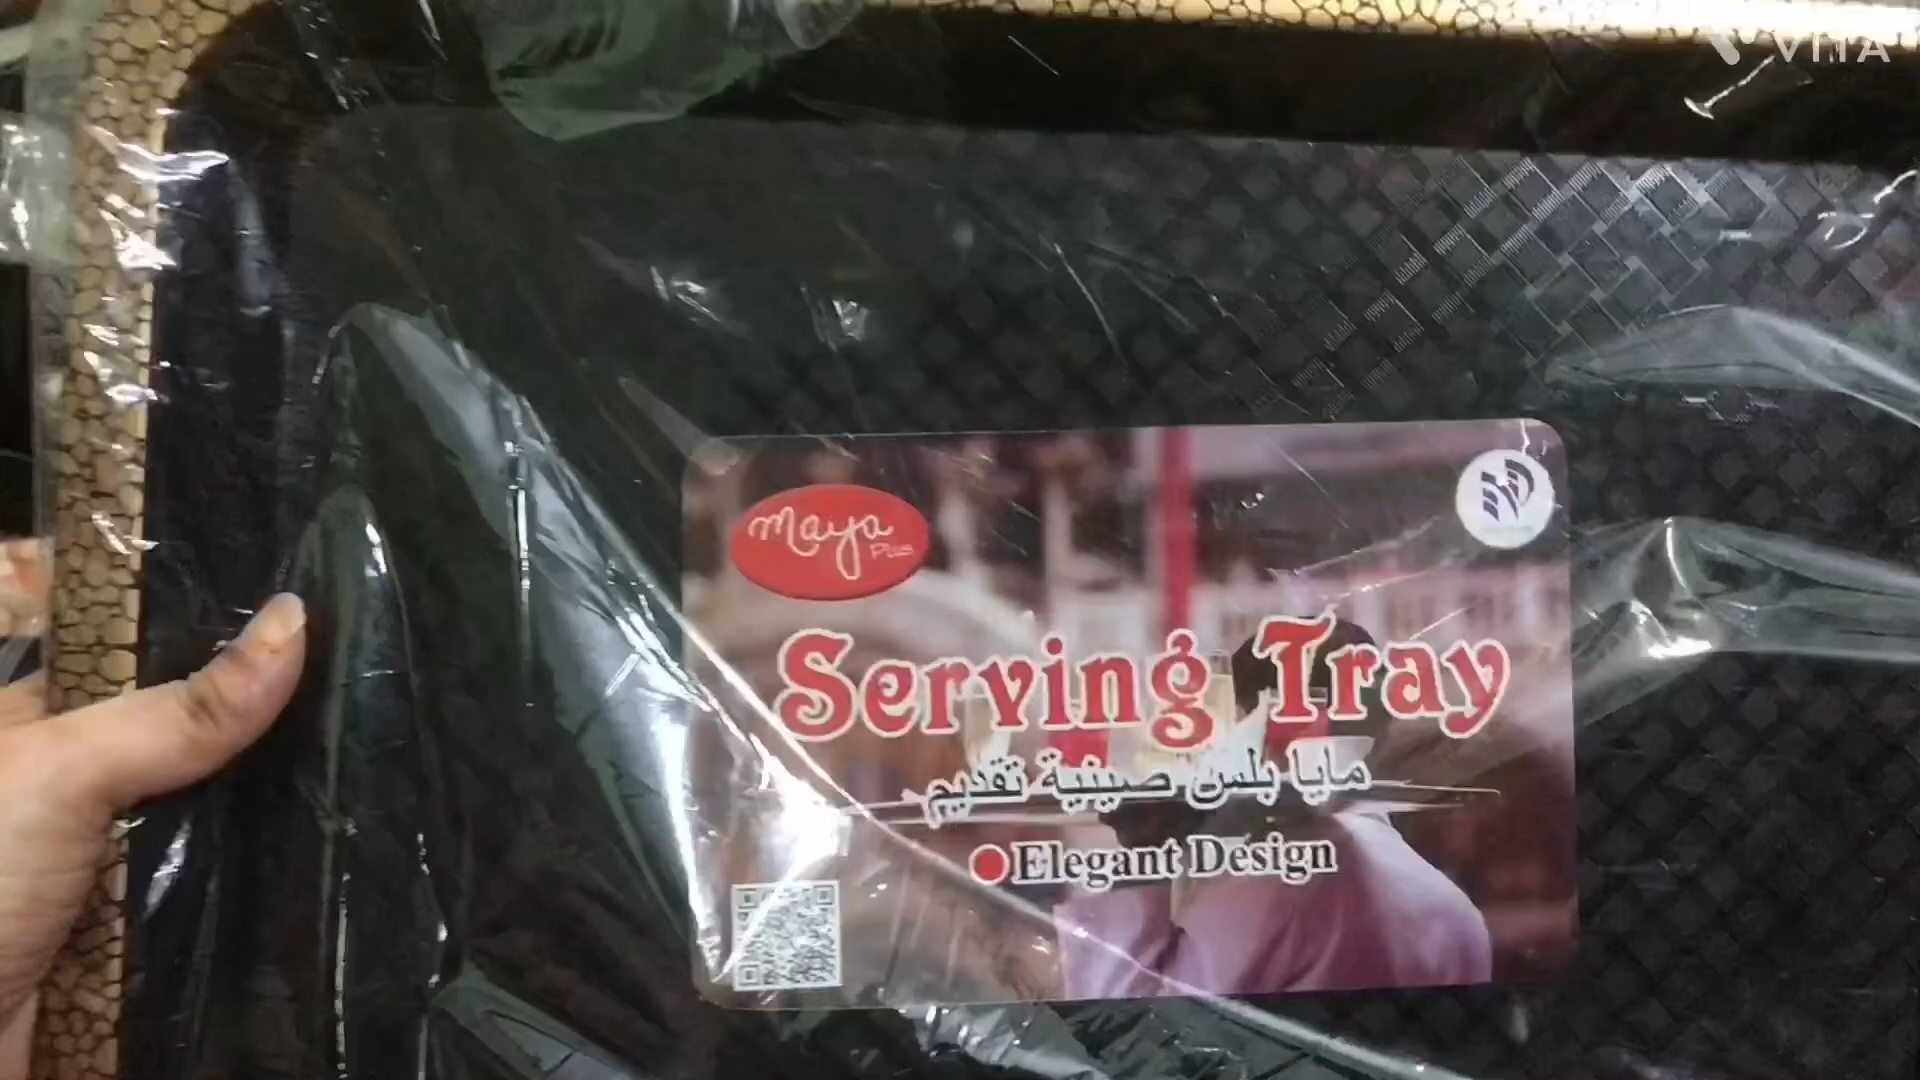 VITA
maya
Plus
Serving Tray
مايا بلس صينية تقديم
Elegant Design